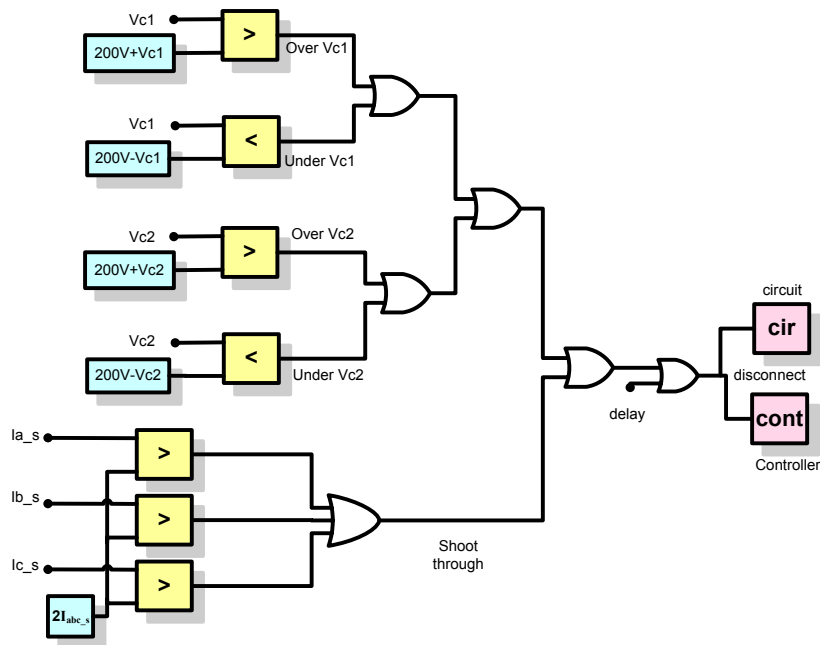 Vc1
>
200V+Vc1
Over Vc1
Vc1
<
200V-Vc1
Under Vc1
Vc2
>
Over Vc2
200V+Vc2
Vc2
<
200V-Vc2
Under Vc2
circuit
cir
disconnect
delay
cont
Controller
Ia_s
>
Ib_s
>
Shoot
through
Ic_s
>
2Iabc_s